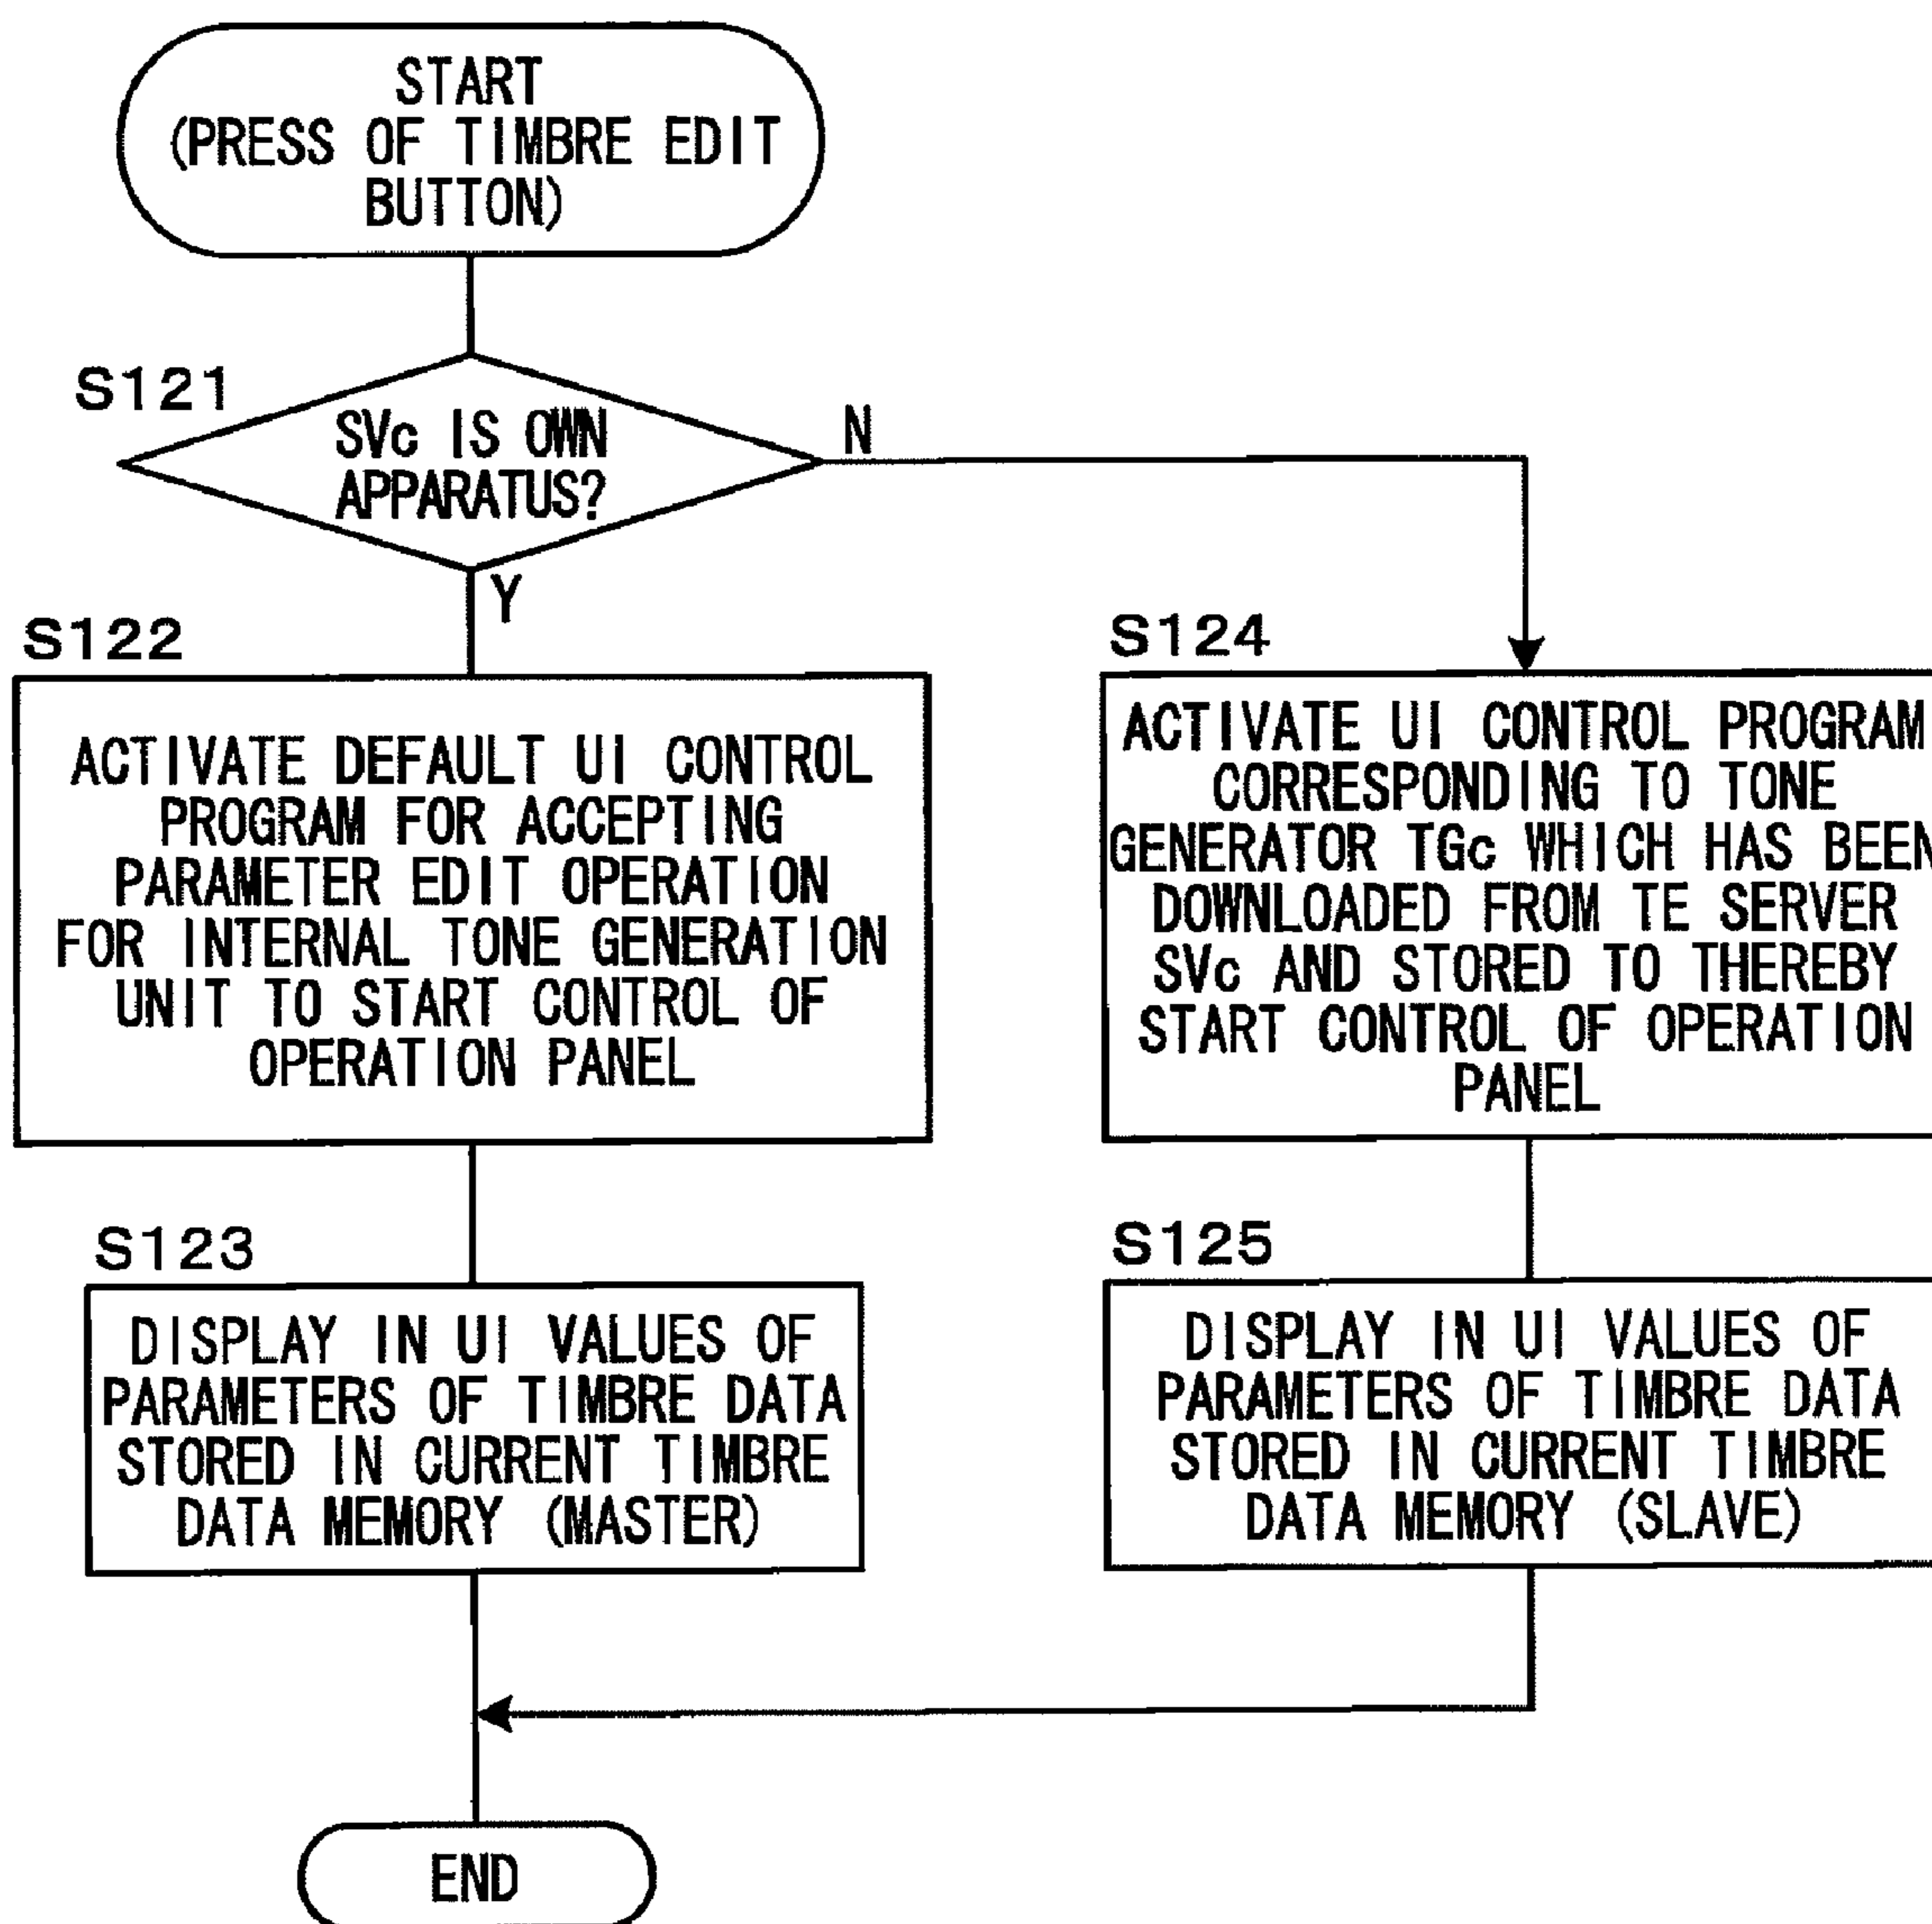 START
(PRESS OF TIMBRE EDIT
BUTTON)
S121
SVc IS OWN
APPARATUS?
N
Y
S122
ACTIVATE DEFAULT UI CONTROL
PROGRAM FOR ACCEPTING
PARAMETER EDIT OPERATION
FOR INTERNAL TONE GENERATION
UNIT TO START CONTROL OF
OPERATION PANEL
S123
DISPLAY IN UI VALUES OF
PARAMETERS OF TIMBRE DATA
STORED IN CURRENT TIMBRE
DATA MEMORY (MASTER)
S124
ACTIVATE UI CONTROL PROGRAM
CORRESPONDING TO TONE
GENERATOR TGc WHICH HAS BEEN
DOWNLOADED FROM TE SERVER
SVc AND STORED TO THEREBY
START CONTROL OF OPERATION
PANEL
S125
DISPLAY IN UI VALUES OF
PARAMETERS OF TIMBRE DATA
STORED IN CURRENT TIMBRE
DATA MEMORY (SLAVE)
END